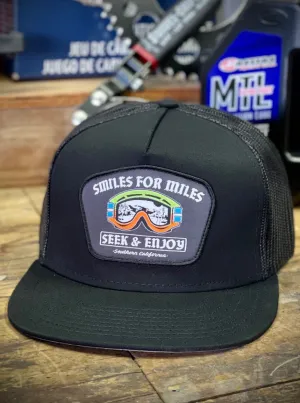 JEU DE CA
JUEGO DE CA
MTL
SMILES FOR MILES
SEEK & ENJOY
Southern California